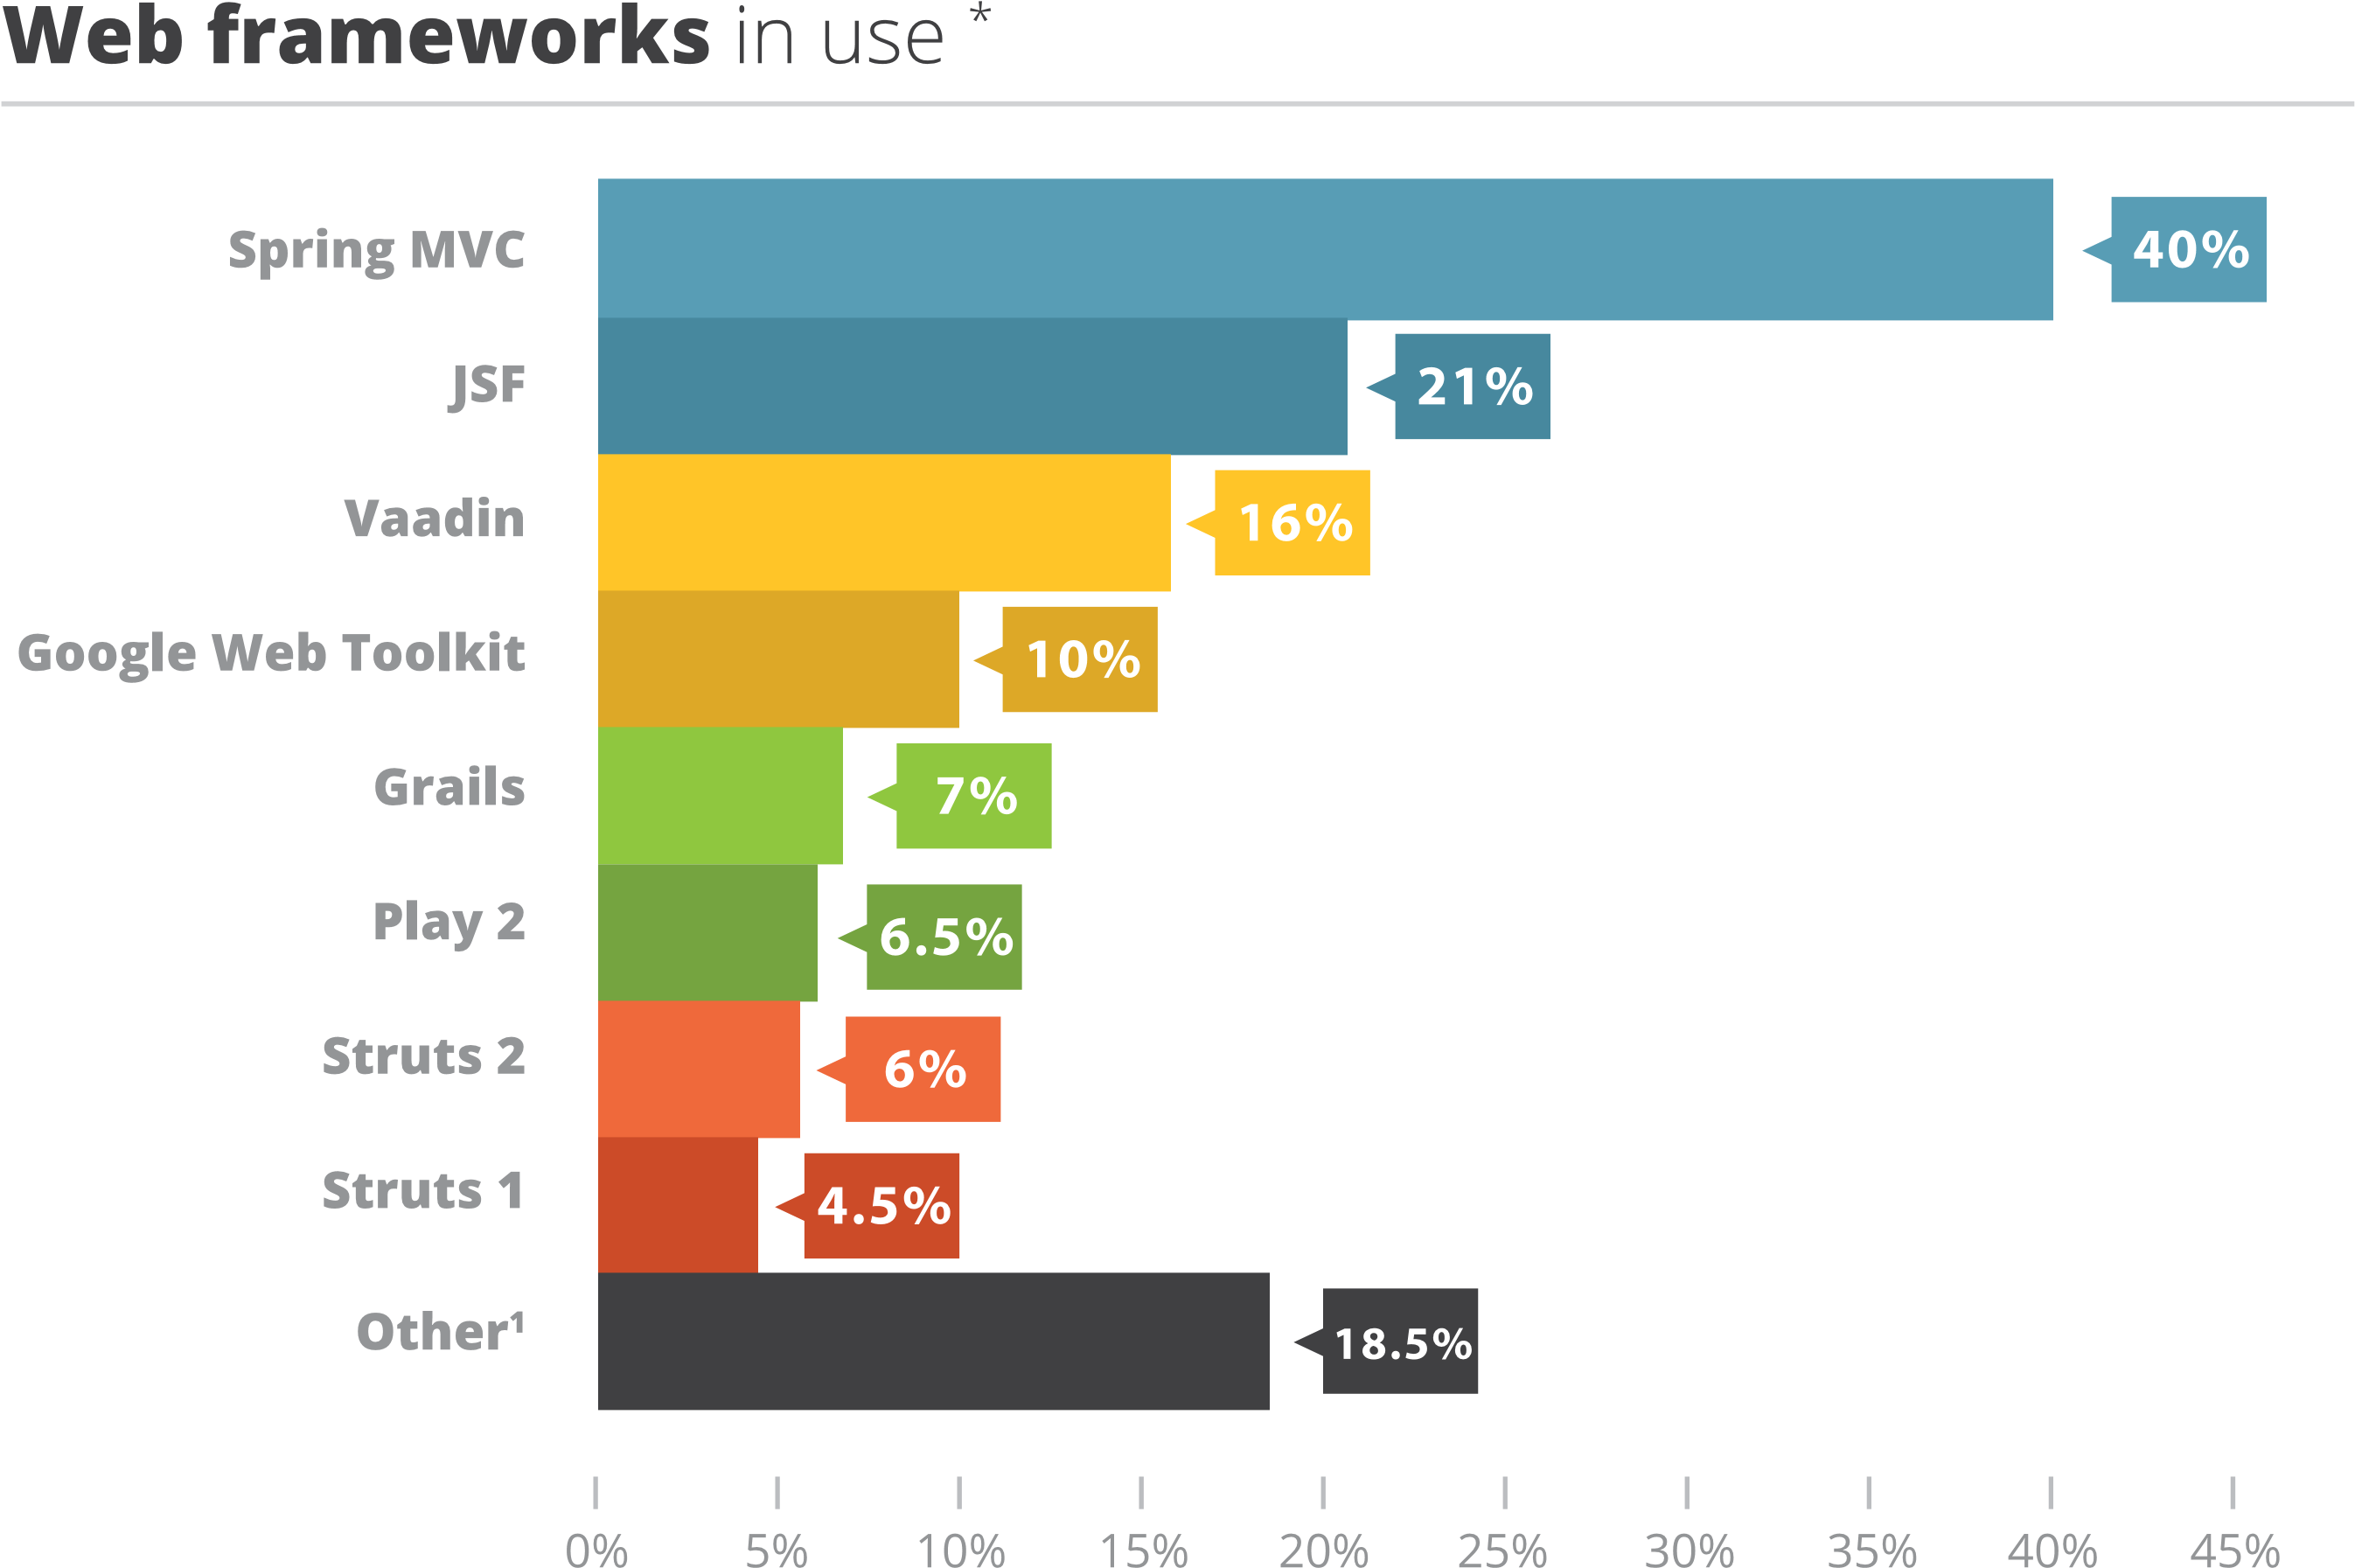 Web frameworks in use *
Spring MVC 40%
JSF 21%
Vaadin 16%
Google Web Toolkit 10%
Grails 7%
Play 2 6.5%
Struts 2 6%
Struts 1 4.5%
Other¹ 18.5%
0% 5% 10% 15% 20% 25% 30% 35% 40% 45%